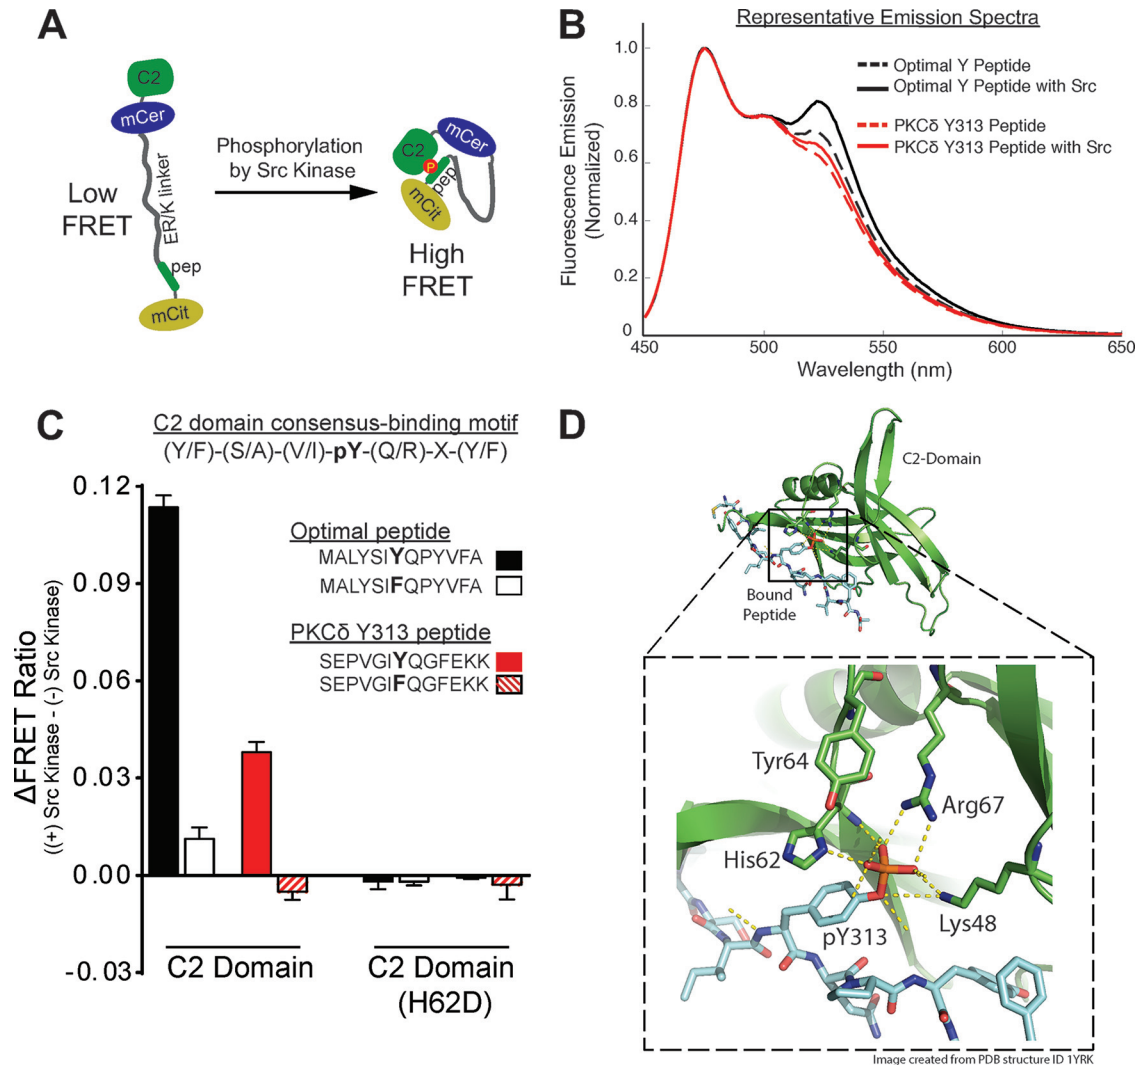 A
C2
mCer
ER/K linker
Low
FRET
pep
mCit
Phosphorylation
by Src Kinase
C2
mCer
P
pep
mCit
High
FRET
B
Representative Emission Spectra
Optimal Y Peptide
Optimal Y Peptide with Src
PKCδ Y313 Peptide
PKCδ Y313 Peptide with Src
Fluorescence Emission
(Normalized)
1.0
0.8
0.6
0.4
0.2
0
450
500
550
600
650
Wavelength (nm)
C
C2 domain consensus-binding motif
(Y/F)-(S/A)-(V/I)-pY-(Q/R)-X-(Y/F)
ΔFRET Ratio
((+) Src Kinase - (-) Src Kinase)
0.12
0.09
0.06
0.03
0.00
-0.03
Optimal peptide
MALYSIYQPYVFA
MALYSIFQPYVFA
PKCδ Y313 peptide
SEPVGIYQGFEKK
SEPVGIFQGFEKK
C2 Domain
C2 Domain
(H62D)
D
C2-Domain
Bound
Peptide
Tyr64
Arg67
His62
pY313
Lys48
Image created from PDB structure ID 1YRK